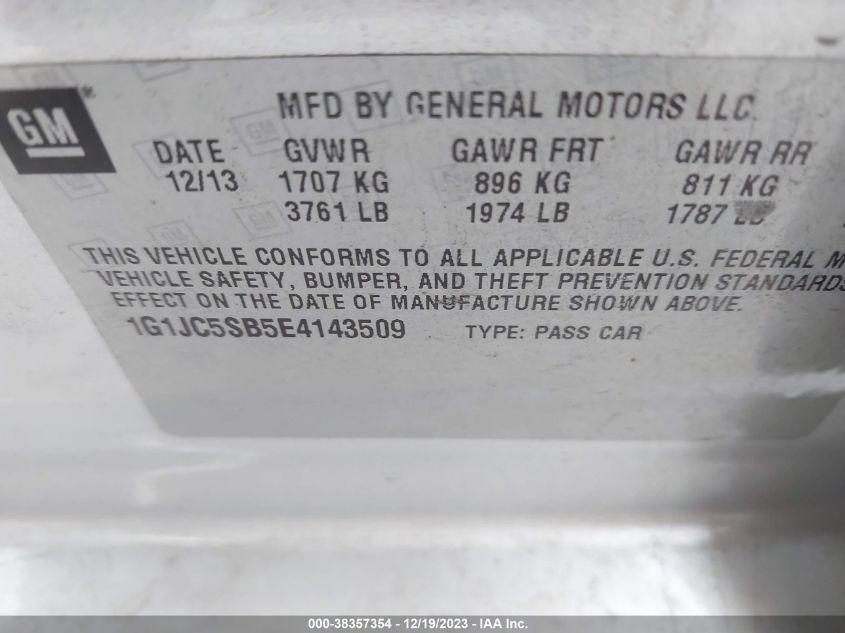 GM®
MFD BY GENERAL MOTORS LLC
DATE GVWR GAWR FRT GAWR RR
12/13 1707 KG 896 KG 811 KG
3761 LB 1974 LB 1787 LB
THIS VEHICLE CONFORMS TO ALL APPLICABLE U.S. FEDERAL M
VEHICLE SAFETY, BUMPER, AND THEFT PREVENTION STANDARDS
EFFECT ON THE DATE OF MANUFACTURE SHOWN ABOVE.
1G1JC5SB5E4143509 TYPE: PASS CAR
000-38357354 - 12/19/2023 - IAA Inc.